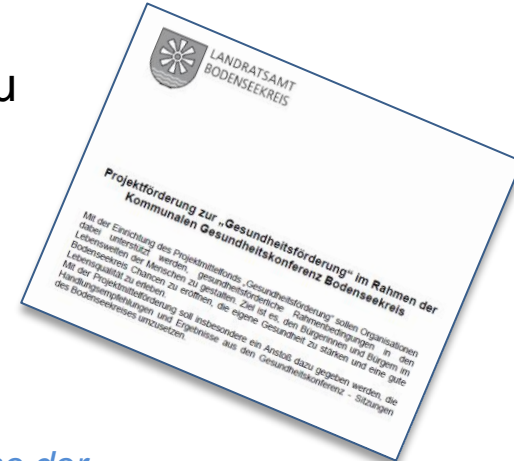 u
LANDRATSAMT
BODENSEEKREIS
Projektförderung zur „Gesundheitsförderung“ im Rahmen der
Kommunalen Gesundheitskonferenz Bodenseekreis
Mit der Einrichtung des Projektmittelfonds „Gesundheitsförderung“ sollen Organisationen
dabei unterstützt werden, gesundheitsförderliche Rahmenbedingungen in den
Lebenswelten der Menschen zu gestalten. Ziel ist es, den Bürgerinnen und Bürgern im
Bodenseekreis Chancen zu eröffnen, die eigene Gesundheit zu stärken und eine gute
Lebensqualität zu erleben.
Mit der Projektmittelförderung soll insbesondere ein Anstoß dazu gegeben werden, die
Handlungsempfehlungen und Ergebnisse aus den Gesundheitskonferenz - Sitzungen
des Bodenseekreises umzusetzen.
der